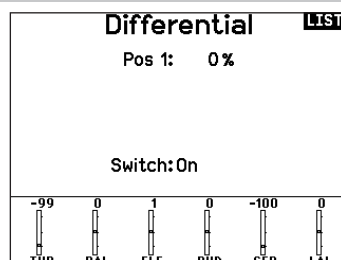 Differential
LIST
Pos 1: 0%
Switch: On
-99 0 1 0 -100 0